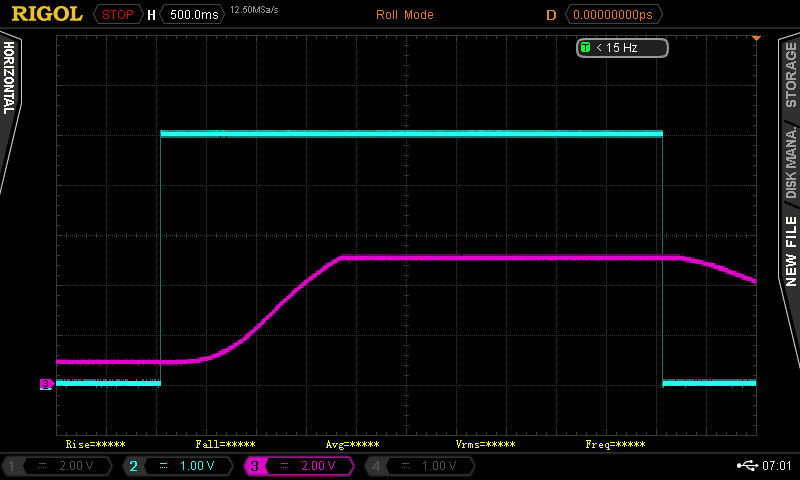 RIGOL STOP H 500.0ms 12.50MSa/s Roll Mode D 0.00000000ps
T < 15 Hz
HORIZONTAL
STORAGE
DISK MANA.
NEW FILE
3
Rise=***** Fall=***** Avg=***** Vrms=***** Freq=*****
1 = 2.00 V 2 = 1.00 V 3 = 2.00 V 4 = 1.00 V 07:01